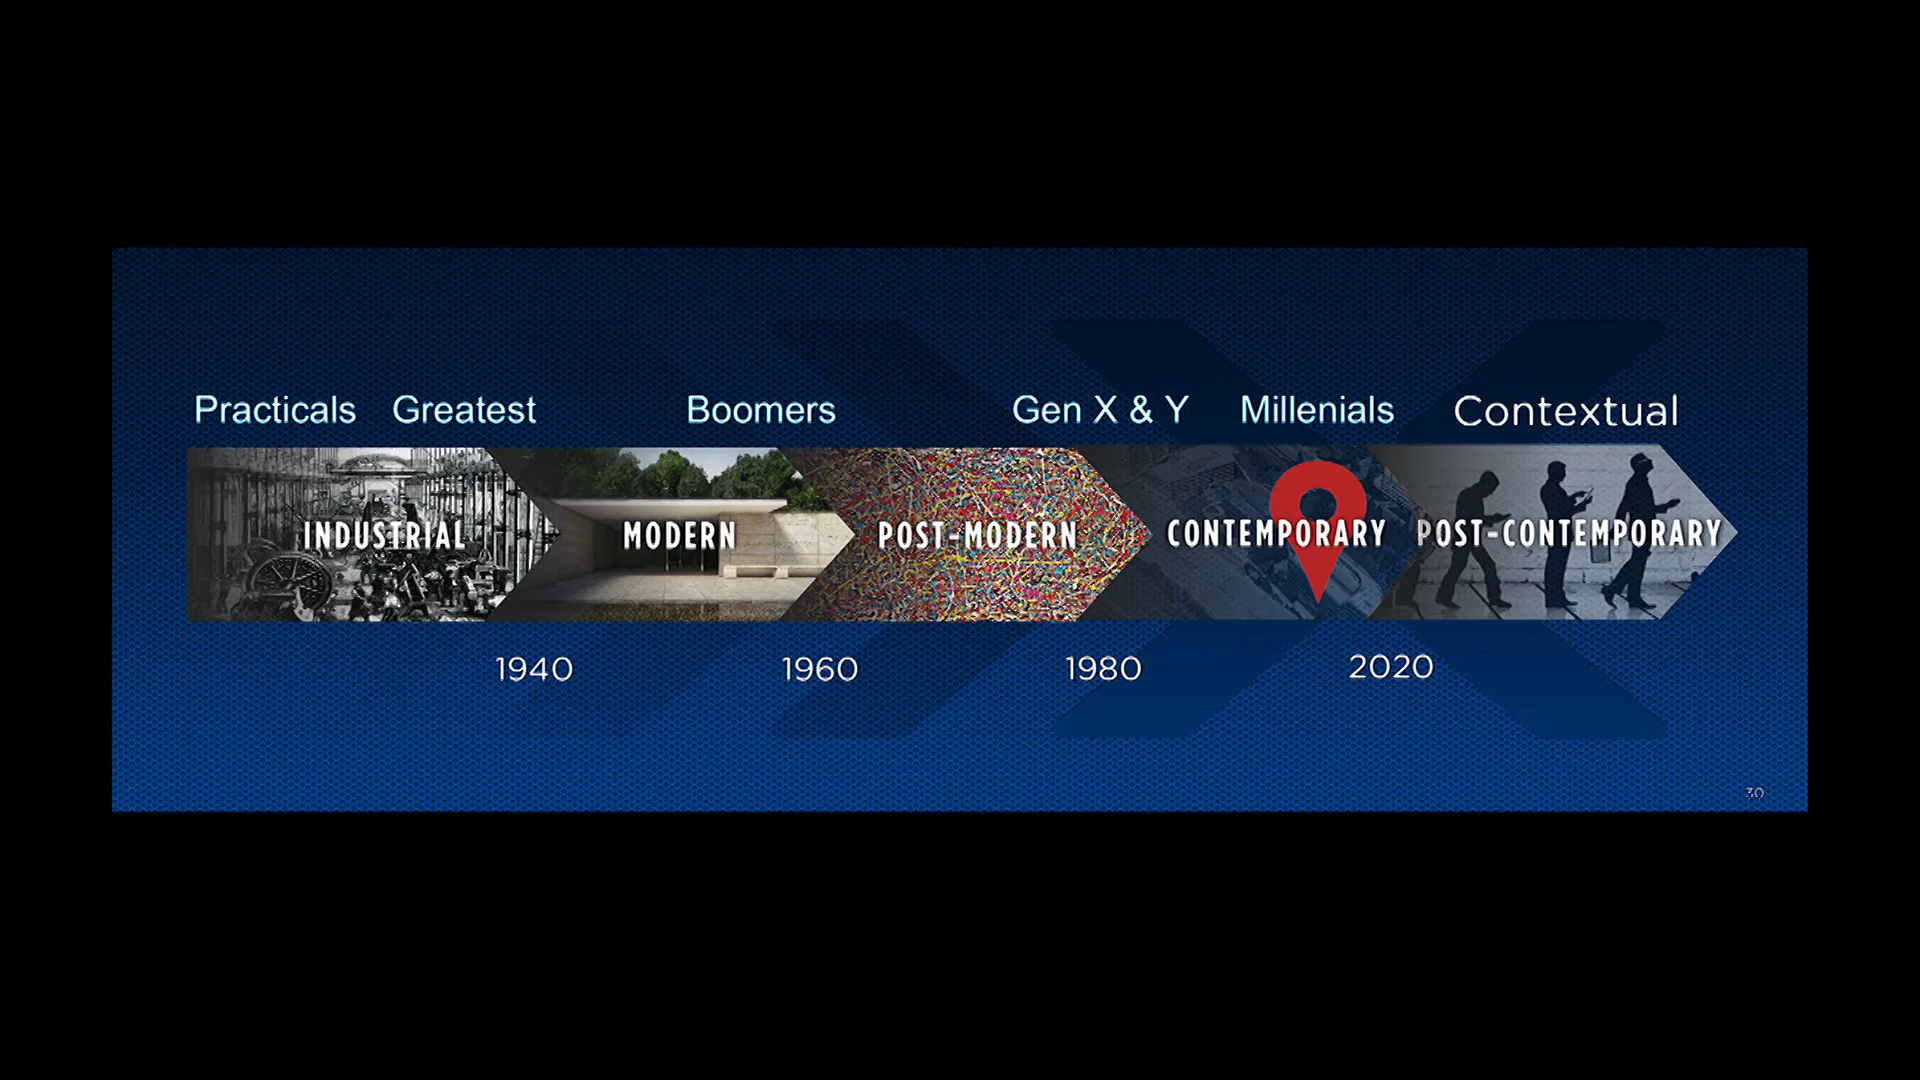 Practicals Greatest Boomers Gen X & Y Millenials Contextual
INDUSTRIAL MODERN POST-MODERN CONTEMPORARY POST-CONTEMPORARY
1940 1960 1980 2020
30